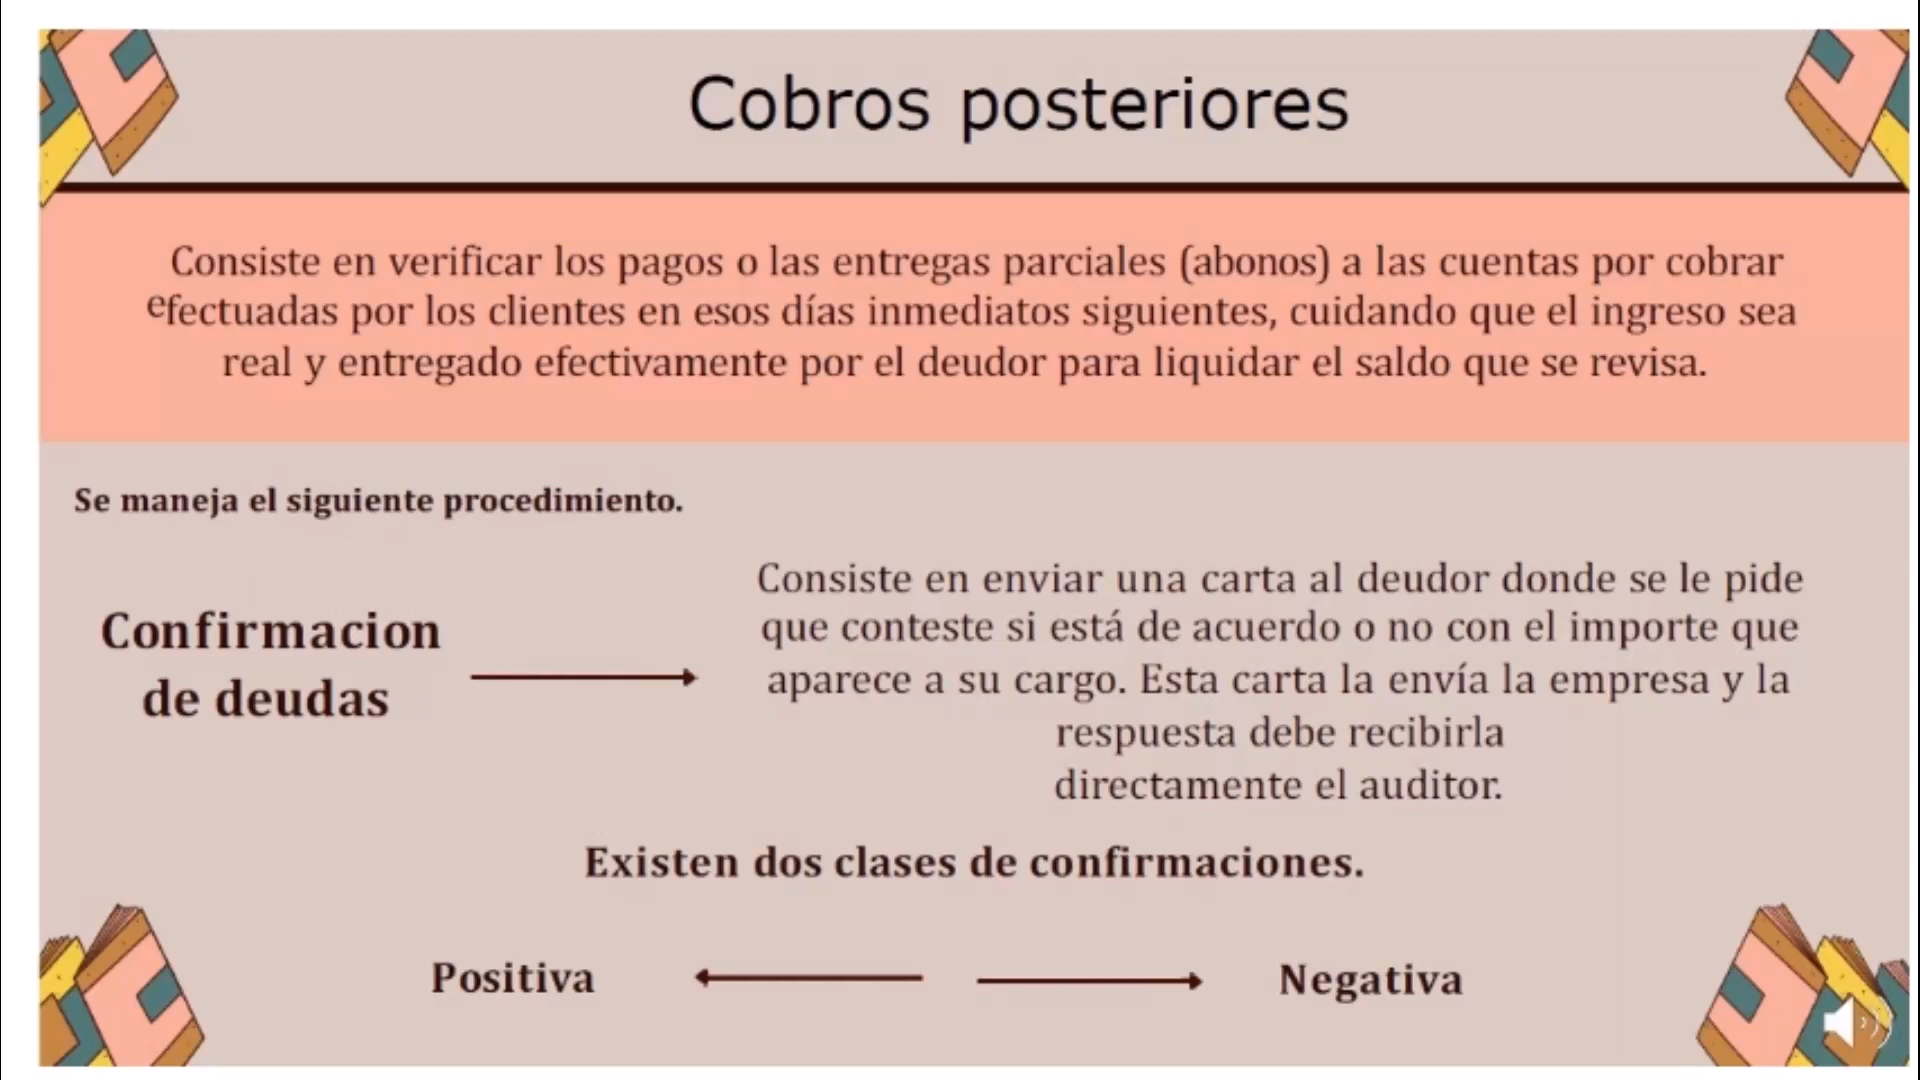 Cobros posteriores
Consiste en verificar los pagos o las entregas parciales (abonos) a las cuentas por cobrar
efectuadas por los clientes en esos días inmediatos siguientes, cuidando que el ingreso sea
real y entregado efectivamente por el deudor para liquidar el saldo que se revisa.
Se maneja el siguiente procedimiento.
Confirmacion
de deudas
Consiste en enviar una carta al deudor donde se le pide
que conteste si está de acuerdo o no con el importe que
aparece a su cargo. Esta carta la envía la empresa y la
respuesta debe recibirla
directamente el auditor.
Existen dos clases de confirmaciones.
Positiva
Negativa